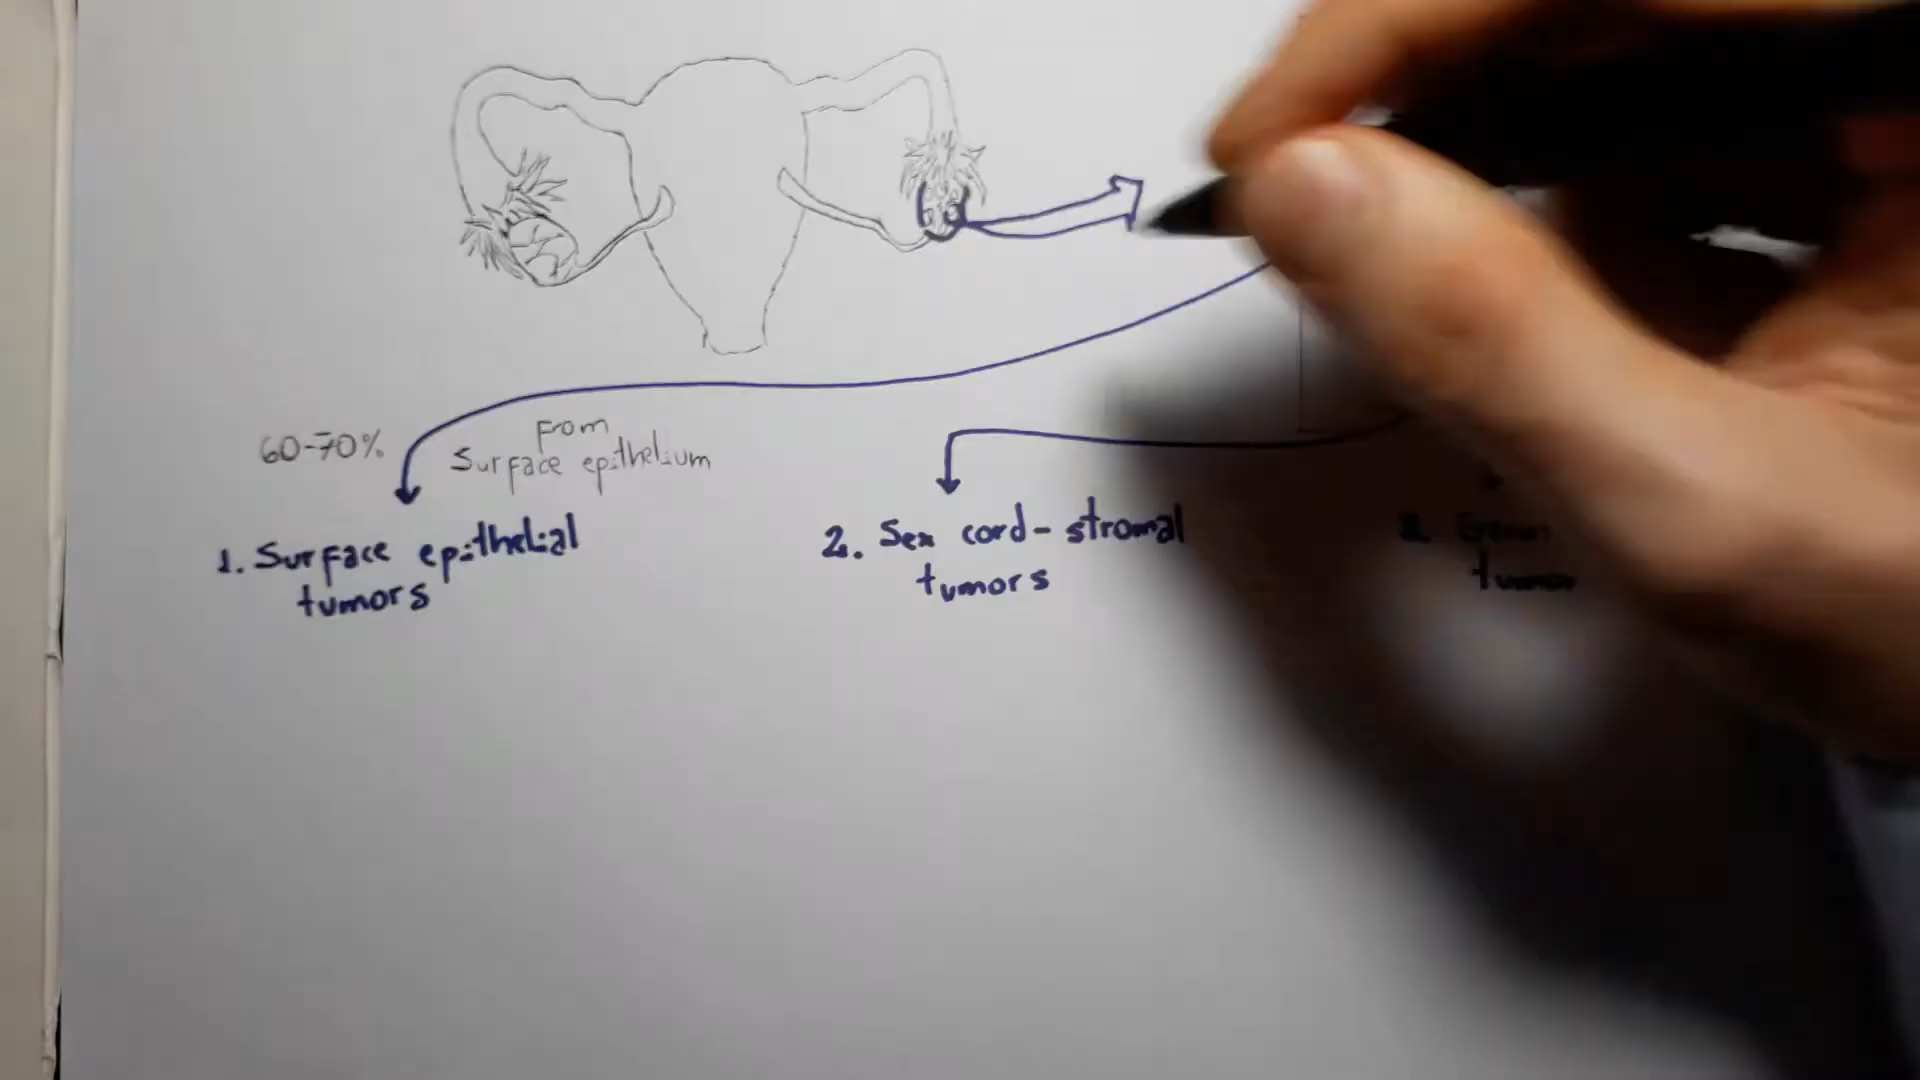 60-70%
From
Surface epithelium
1. Surface epithelial
tumors
2. Sex cord-stromal
tumors